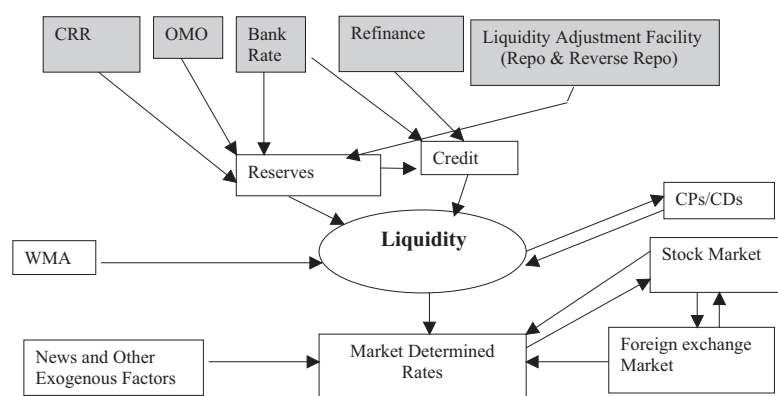 CRR
OMO
Bank
Rate
Refinance
Liquidity Adjustment Facility
(Repo & Reverse Repo)
Reserves
Credit
Liquidity
CPs/CDs
WMA
Stock Market
News and Other
Exogenous Factors
Market Determined
Rates
Foreign exchange
Market